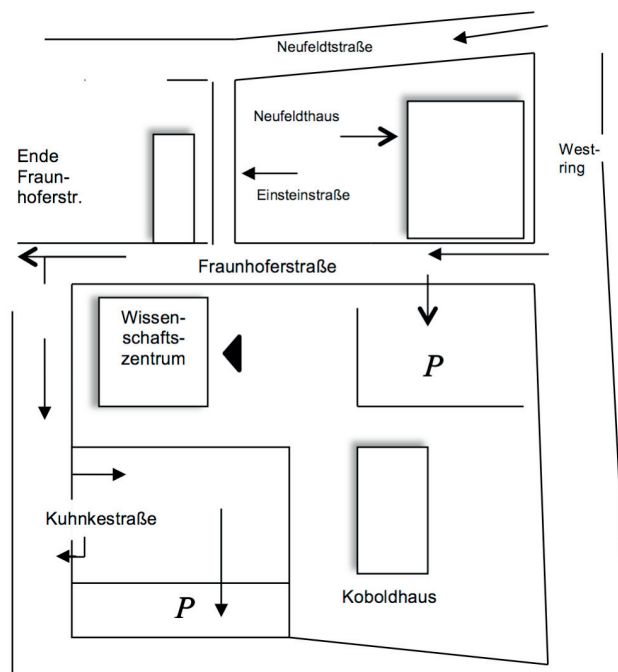 Neufeldtstraße
Neufeldthaus
West-
ring
Ende
Fraun-
hoferstr.
Einsteinstraße
Fraunhoferstraße
Wissen-
schafts-
zentrum
P
Kuhnkestraße
P
Koboldhaus